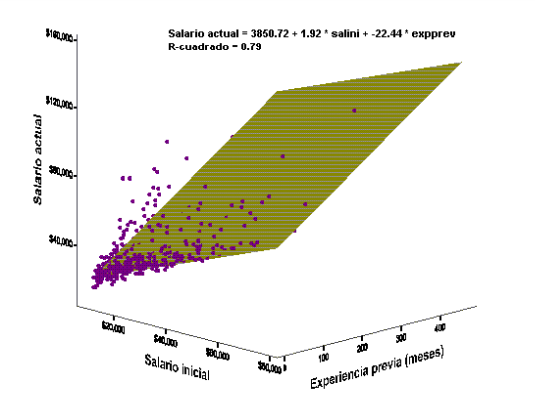 Salario actual = 3850.72 + 1.92 * salini + -22.44 * expprev
R-cuadrado = 0.79
$160,000
$120,000
$80,000
$40,000
Salario actual
$20,000
$40,000
$60,000
$80,000
Salario inicial
0
100
200
300
400
Experiencia previa (meses)